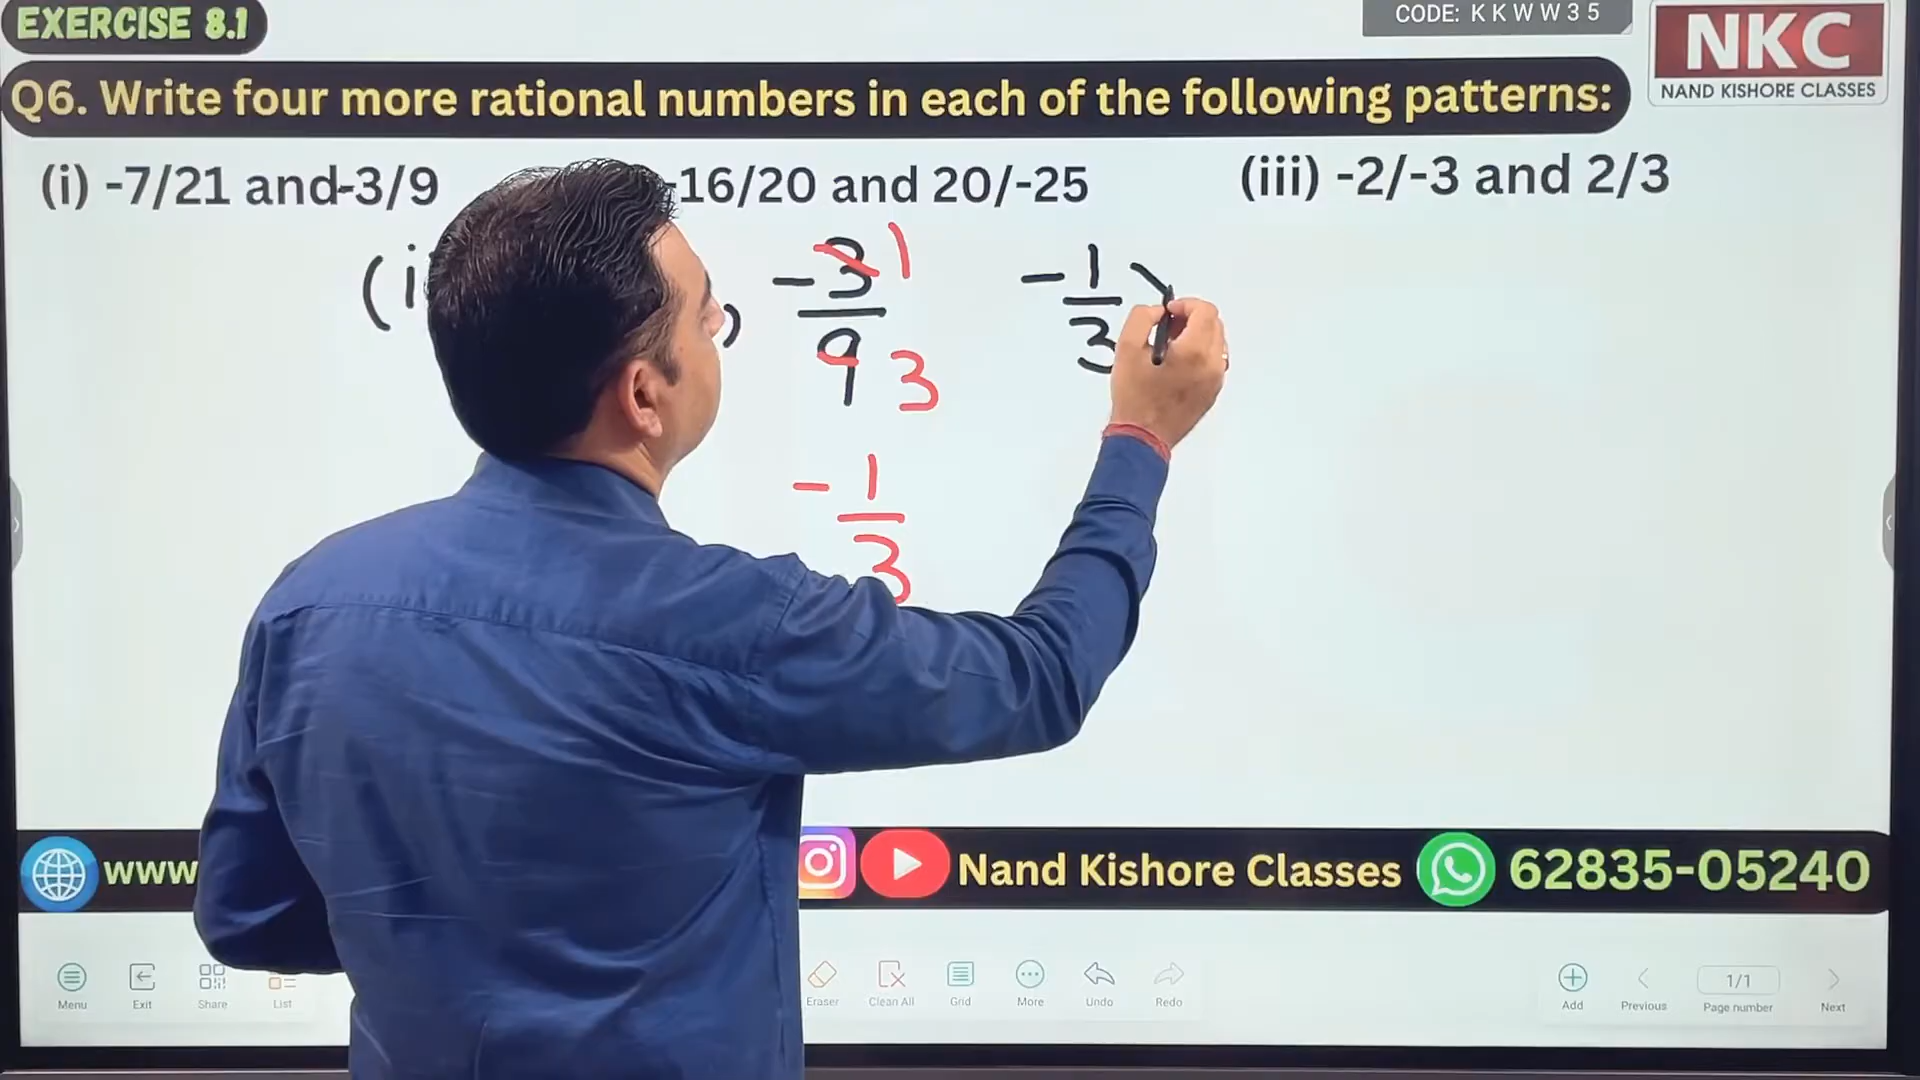 EXERCISE 8.1
CODE: K K W W 3 5
NKC
NAND KISHORE CLASSES
Q6. Write four more rational numbers in each of the following patterns:
(i) -7/21 and -3/9
-16/20 and 20/-25
(iii) -2/-3 and 2/3
(i
, -3/9
1
3
-1/3
-1/3
www
Nand Kishore Classes
62835-05240
Menu
Exit
Share
List
Eraser
Clean All
Grid
More
Undo
Redo
Add
Previous
1/1
Page number
Next